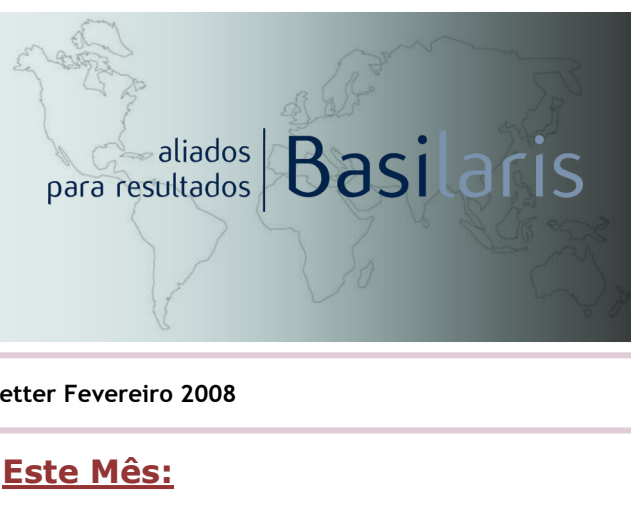 aliados
para resultados
Basilaris
etter Fevereiro 2008
Este Mês: